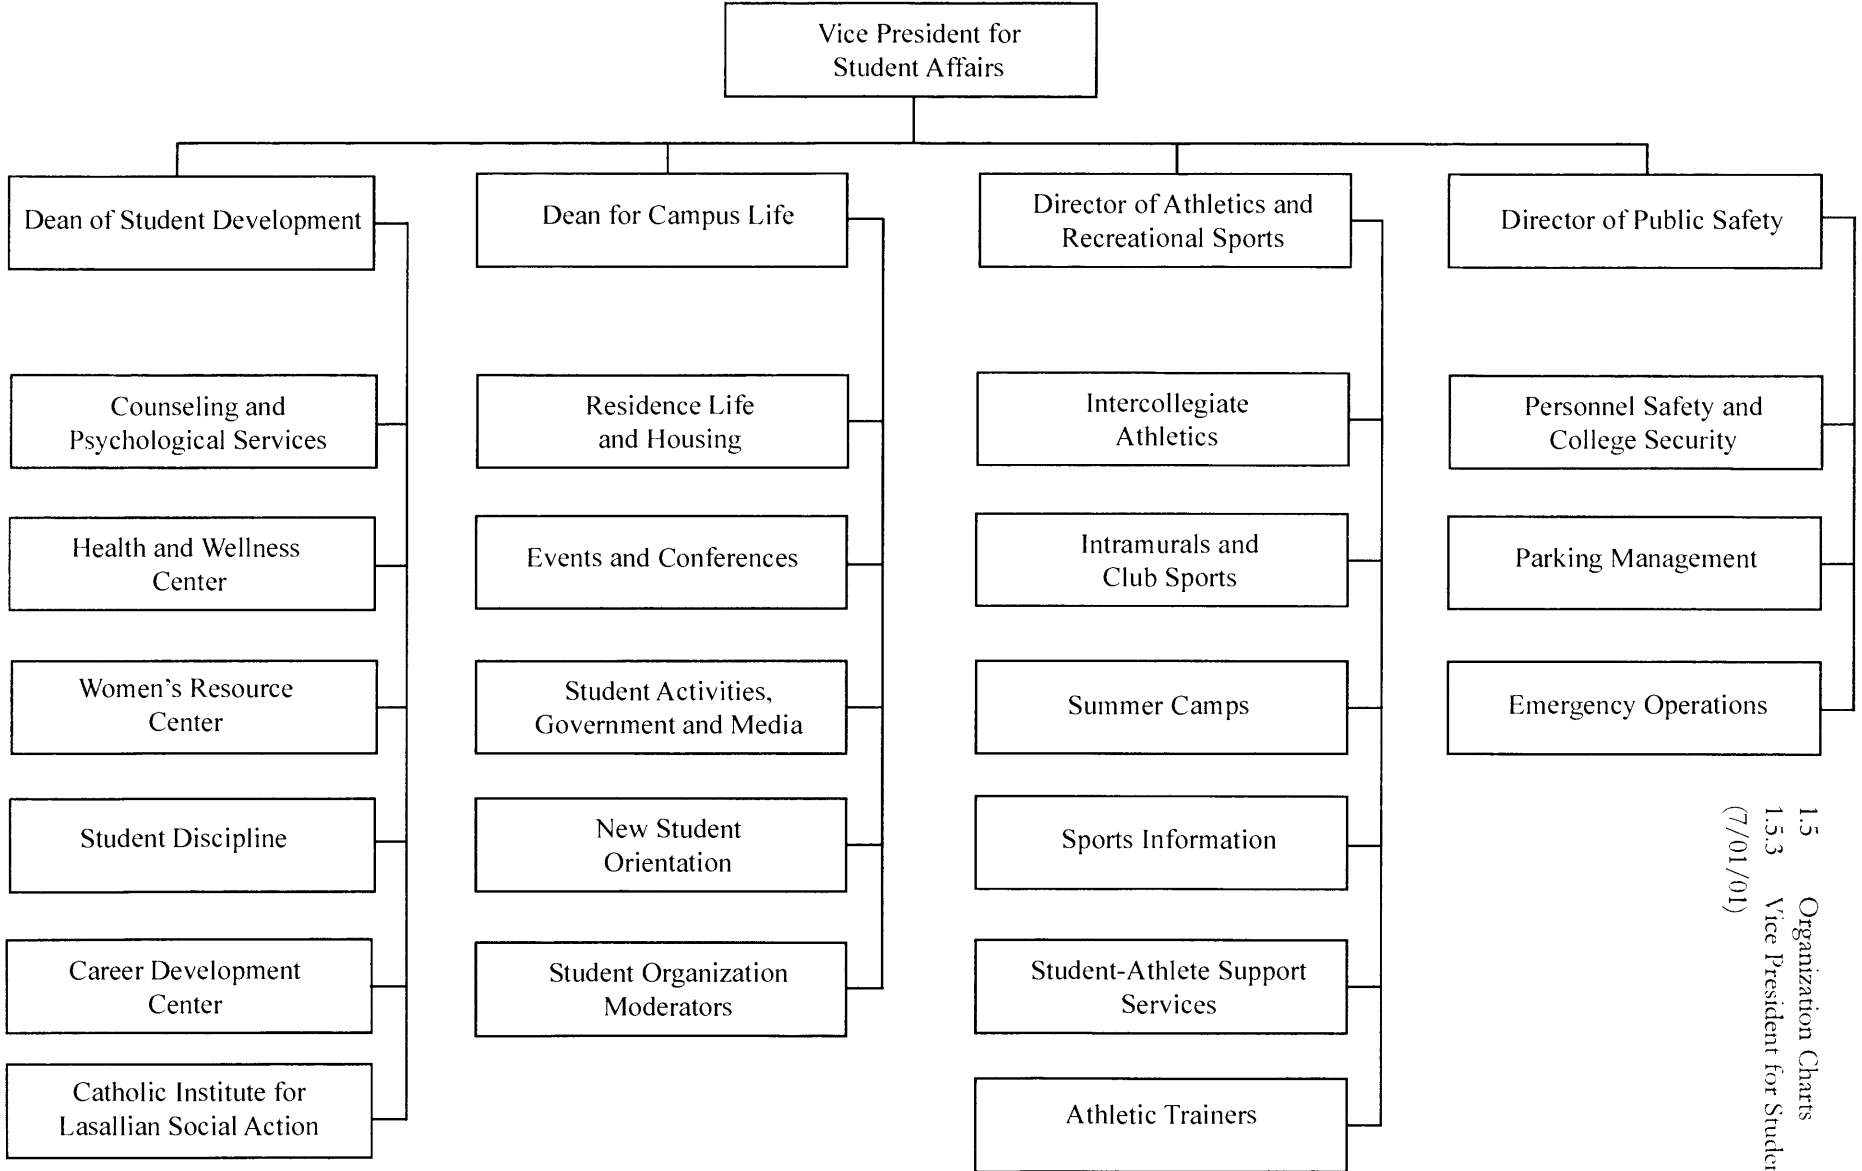 Vice President for
Student Affairs
Dean of Student Development
Dean for Campus Life
Director of Athletics and
Recreational Sports
Director of Public Safety
Counseling and
Psychological Services
Residence Life
and Housing
Intercollegiate
Athletics
Personnel Safety and
College Security
Health and Wellness
Center
Events and Conferences
Intramurals and
Club Sports
Parking Management
Women's Resource
Center
Student Activities,
Government and Media
Summer Camps
Emergency Operations
Student Discipline
New Student
Orientation
Sports Information
Career Development
Center
Student Organization
Moderators
Student-Athlete Support
Services
Catholic Institute for
Lasallian Social Action
Athletic Trainers
1.5 Organization Charts
1.5.3 Vice President for
(7/01/01)